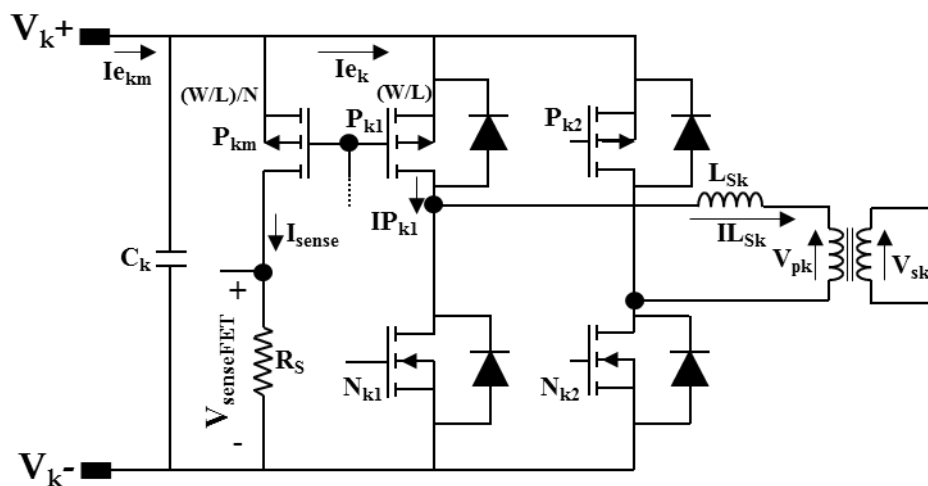 Vk+
Iekm
Iek
(W/L)/N
(W/L)
Pkm
Pk1
Pk2
LSk
IPk1
ILSk
Isense
Ck
Vpk
Vsk
+
VsenseFET
RS
Nk1
Nk2
-
Vk-